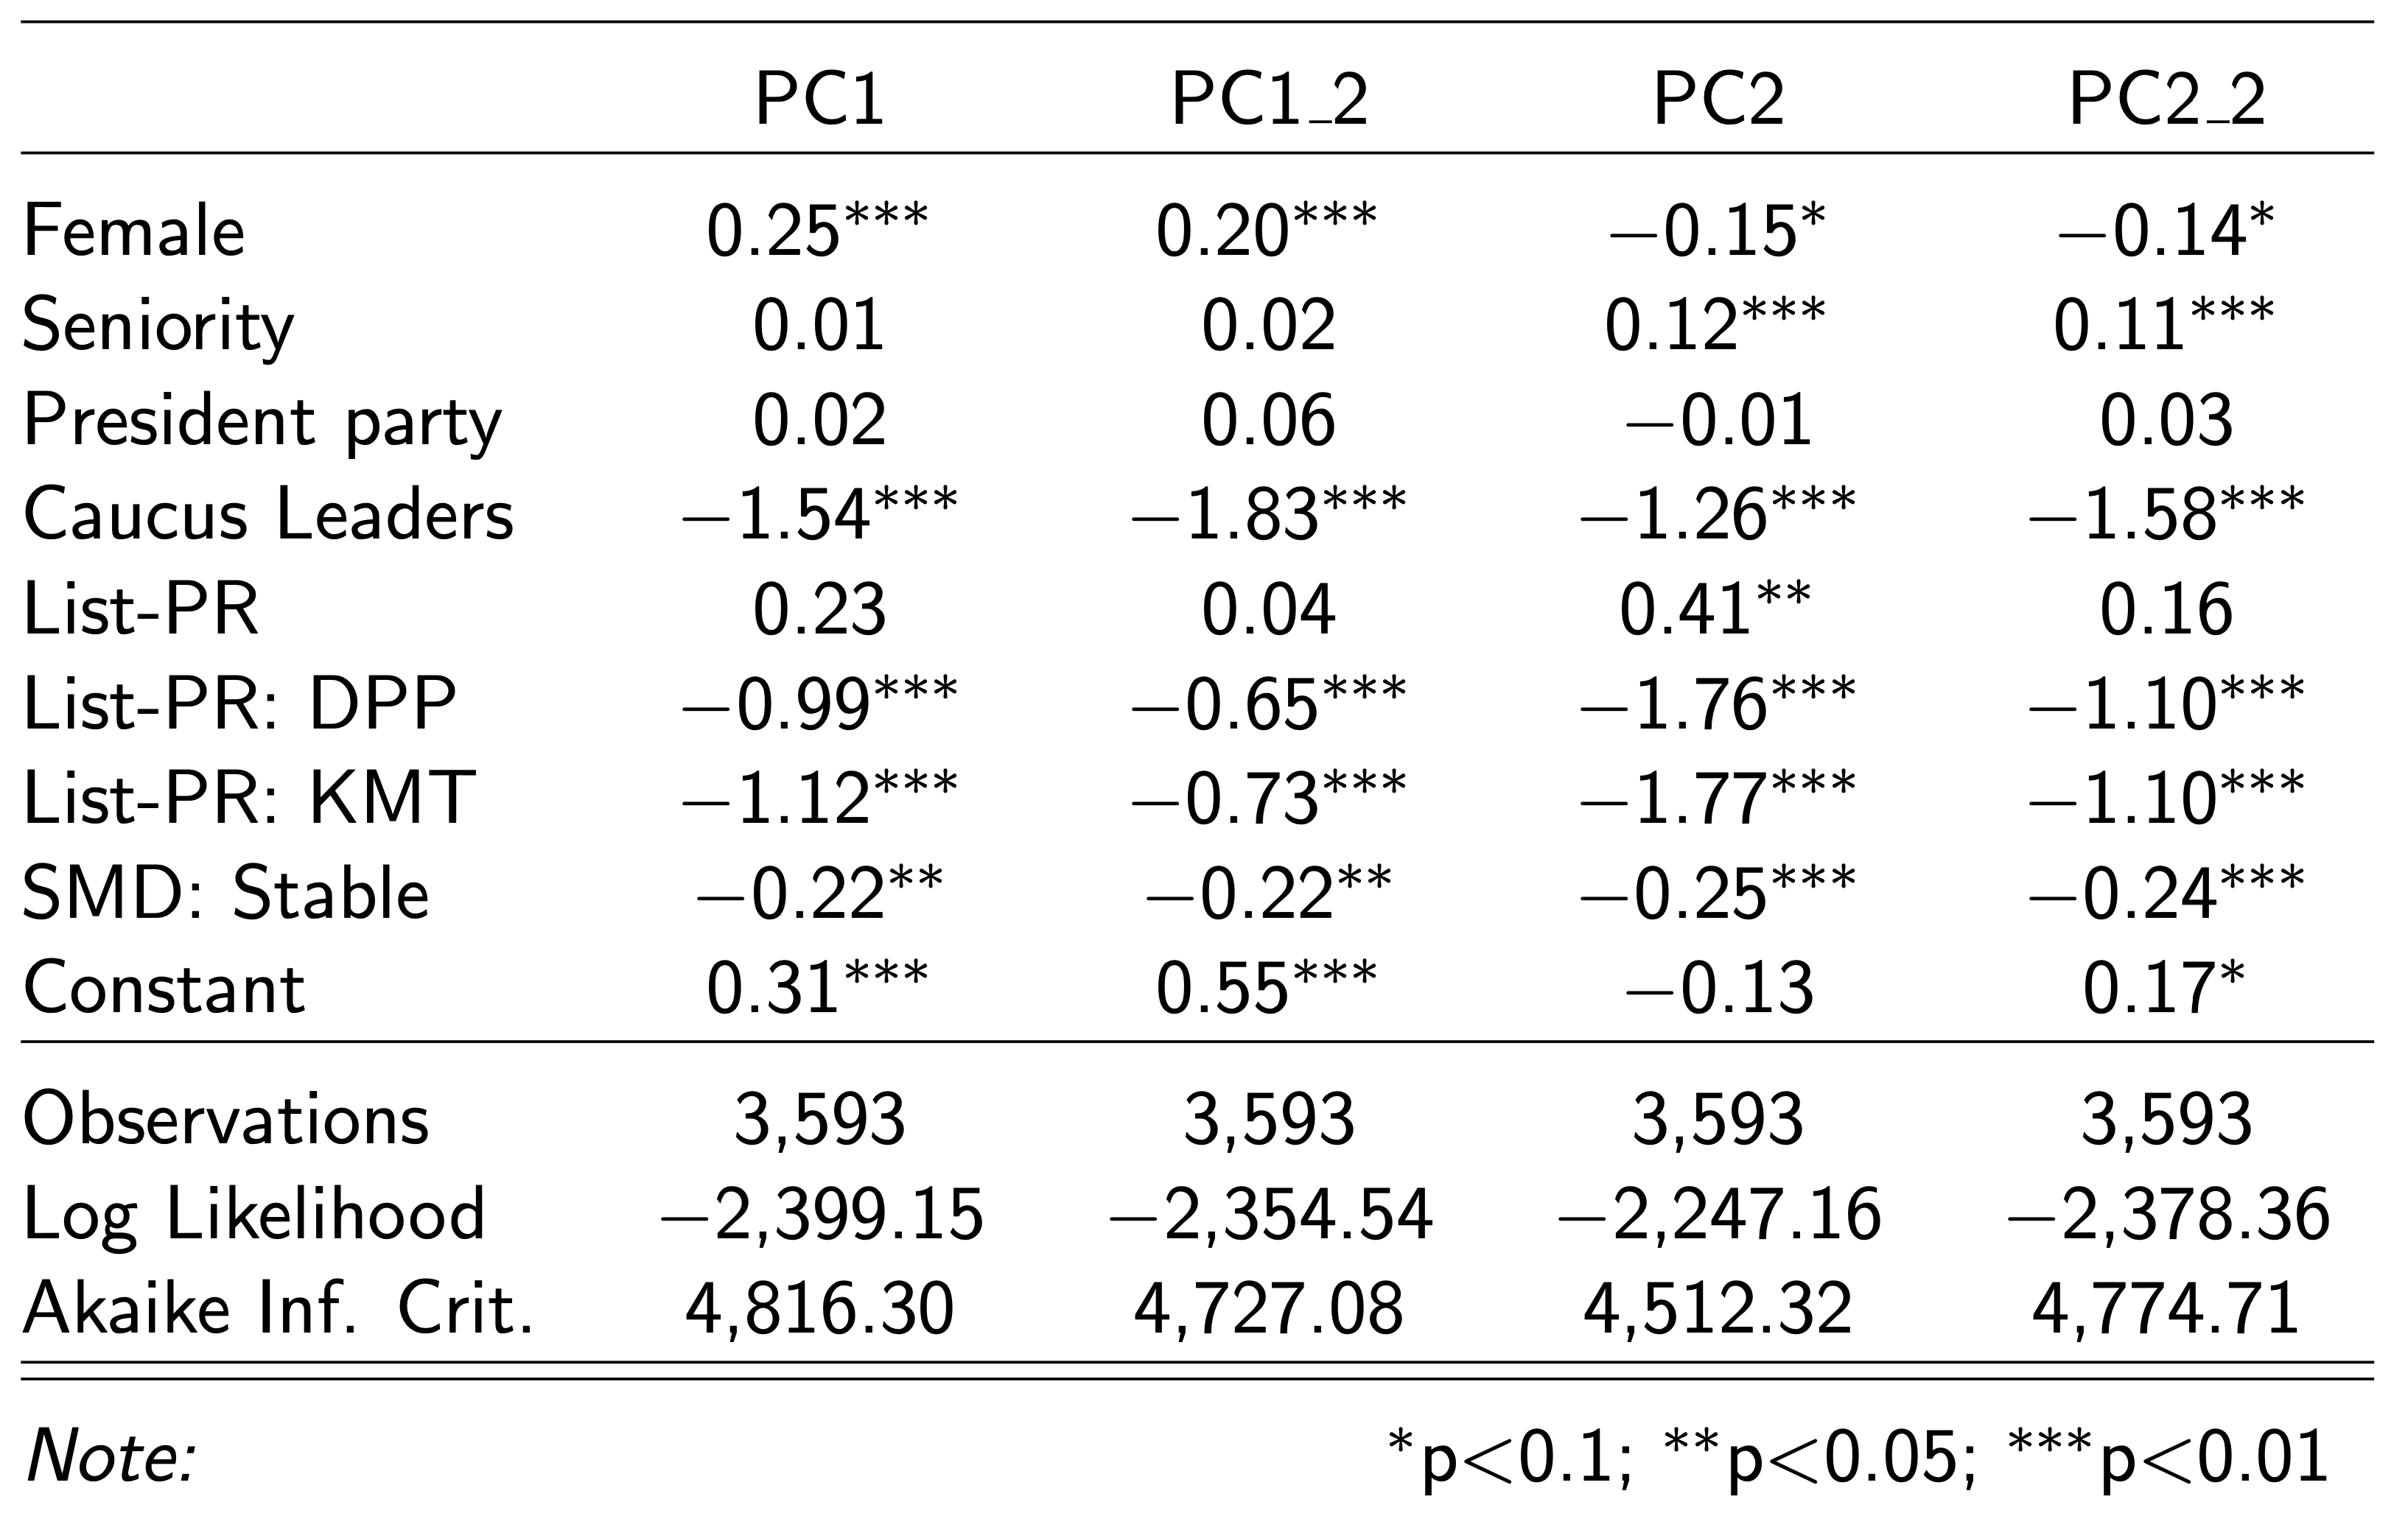 PC1 PC1_2 PC2 PC2_2
Female 0.25*** 0.20*** −0.15* −0.14*
Seniority 0.01 0.02 0.12*** 0.11***
President party 0.02 0.06 −0.01 0.03
Caucus Leaders −1.54*** −1.83*** −1.26*** −1.58***
List-PR 0.23 0.04 0.41** 0.16
List-PR: DPP −0.99*** −0.65*** −1.76*** −1.10***
List-PR: KMT −1.12*** −0.73*** −1.77*** −1.10***
SMD: Stable −0.22** −0.22** −0.25*** −0.24***
Constant 0.31*** 0.55*** −0.13 0.17*
Observations 3,593 3,593 3,593 3,593
Log Likelihood −2,399.15 −2,354.54 −2,247.16 −2,378.36
Akaike Inf. Crit. 4,816.30 4,727.08 4,512.32 4,774.71
Note: *p<0.1; **p<0.05; ***p<0.01